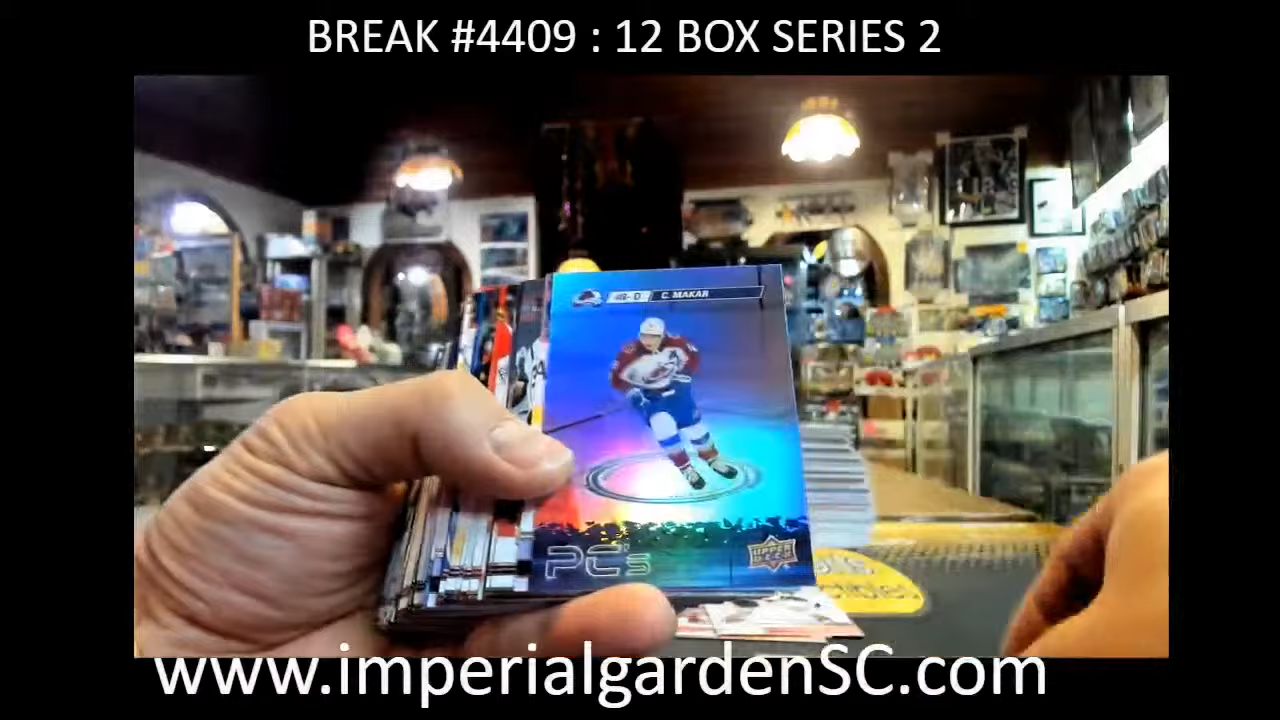 BREAK #4409 : 12 BOX SERIES 2
C. MAKAR
PC's
UPPER DECK
www.imperialgardenSC.com